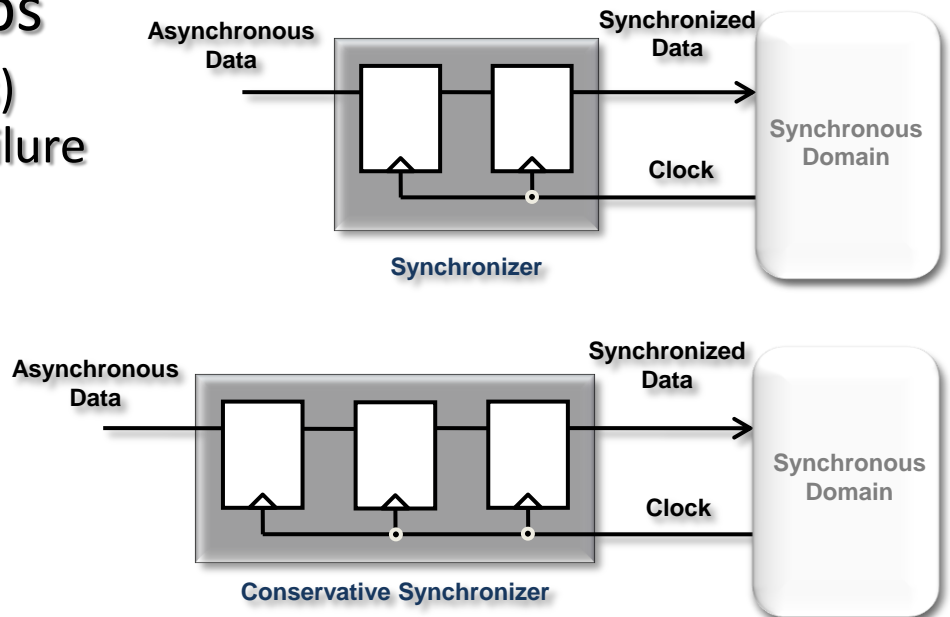 Asynchronous
Data
Synchronized
Data
Synchronous
Domain
Clock
Synchronizer
Asynchronous
Data
Synchronized
Data
Synchronous
Domain
Clock
Conservative Synchronizer